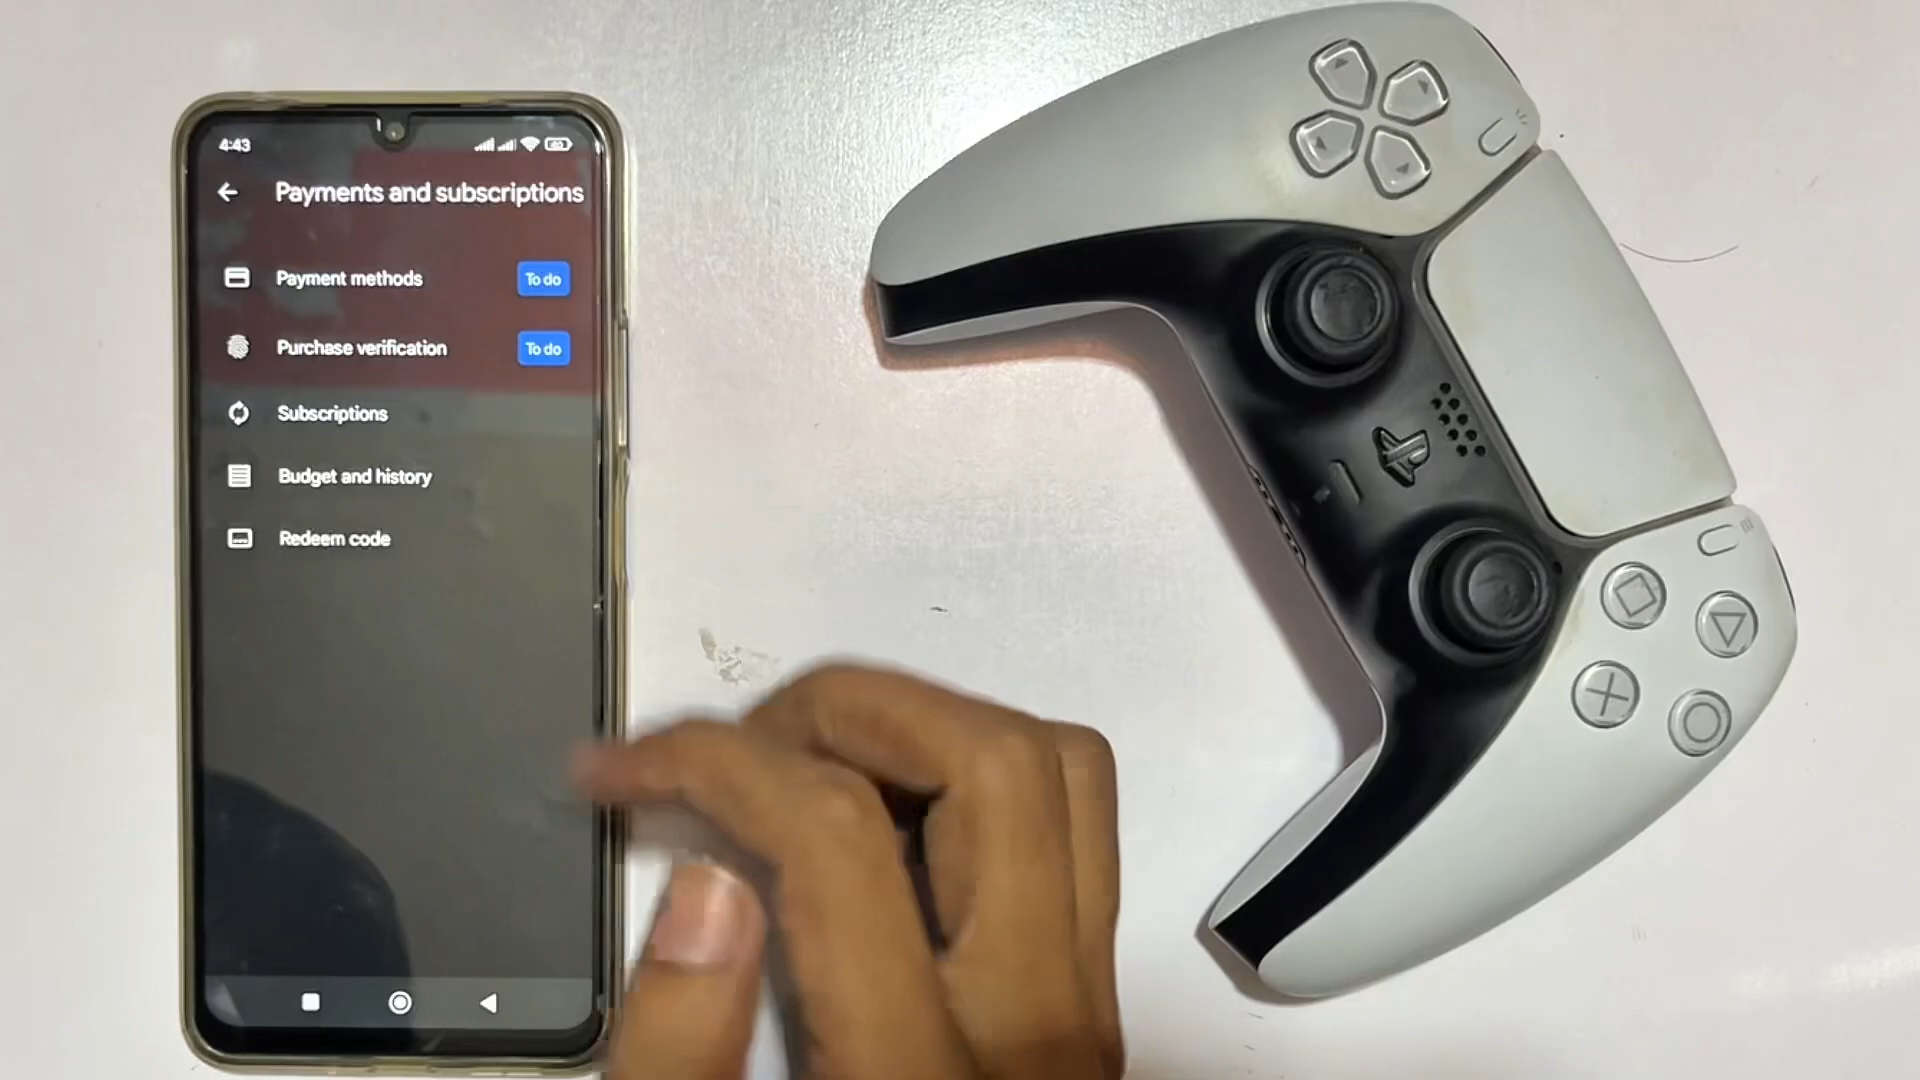 4:43
Payments and subscriptions
Payment methods
To do
Purchase verification
To do
Subscriptions
Budget and history
Redeem code